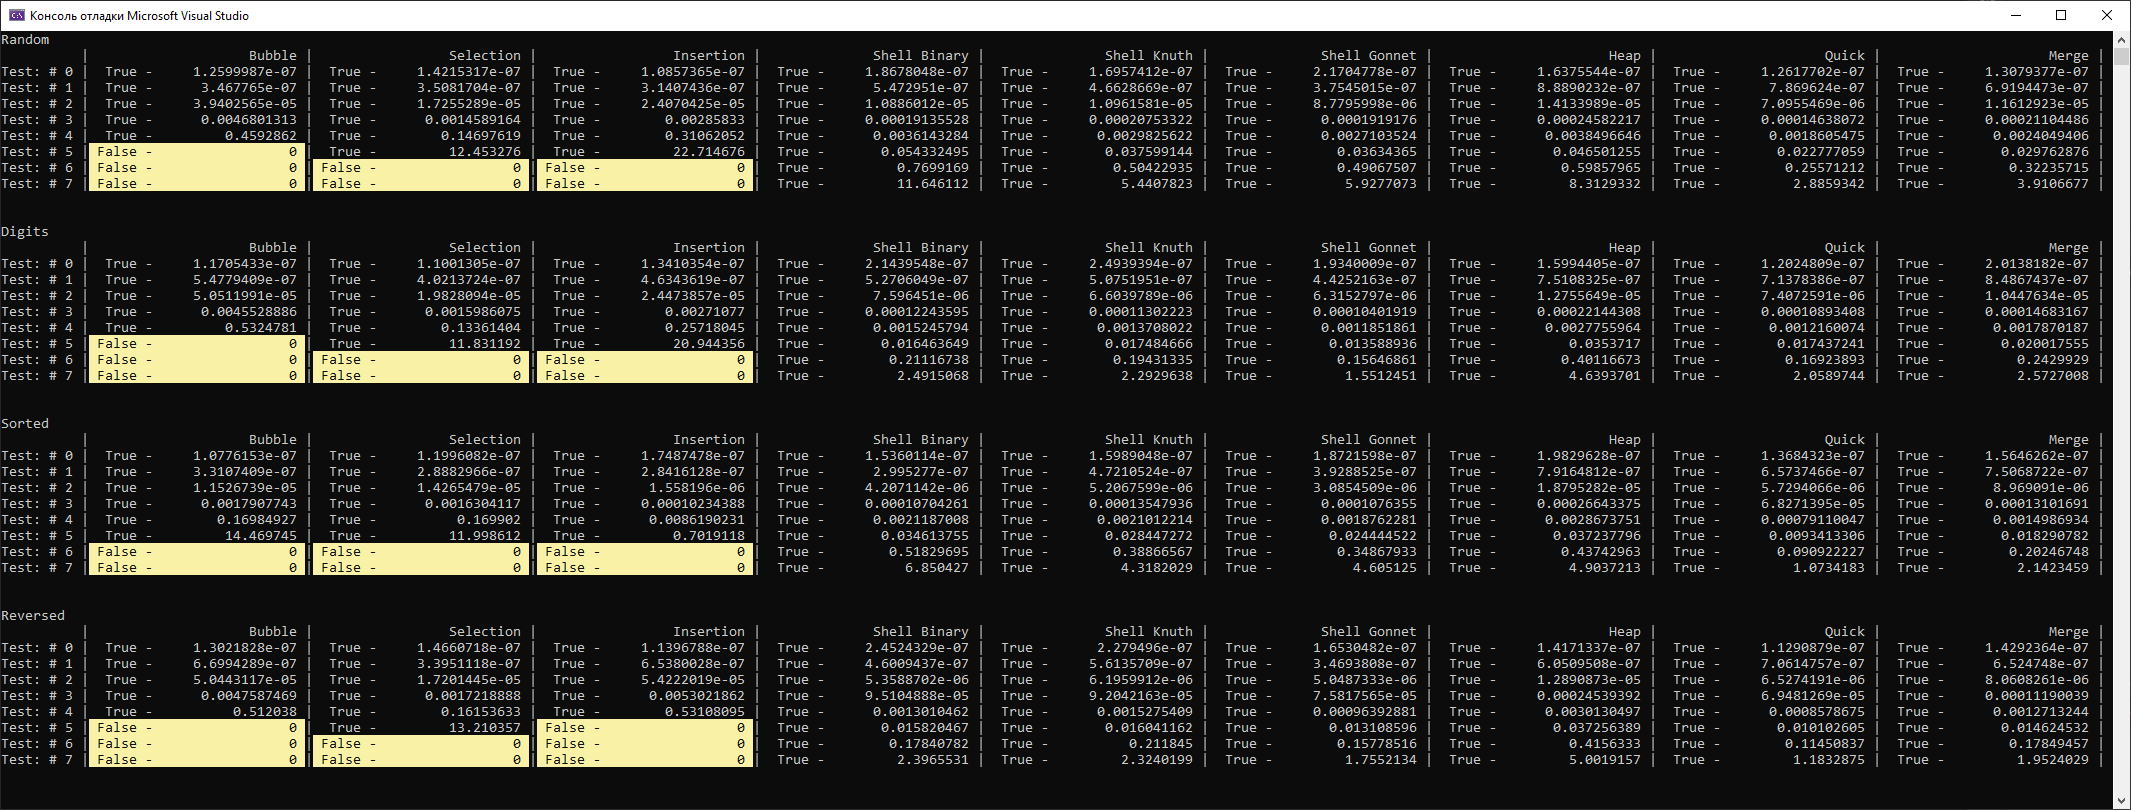 Консоль отладки Microsoft Visual Studio
Random
| Bubble | Selection | Insertion | Shell Binary | Shell Knuth | Shell Gonnet | Heap | Quick | Merge |
Test: # 0 | True - 1.2599987e-07 | True - 1.4215317e-07 | True - 1.0857365e-07 | True - 1.8678048e-07 | True - 1.6957412e-07 | True - 2.1704778e-07 | True - 1.6375544e-07 | True - 1.2617702e-07 | True - 1.3079377e-07 |
Test: # 1 | True - 3.467765e-07 | True - 3.5081704e-07 | True - 3.1407436e-07 | True - 5.472951e-07 | True - 4.6628669e-07 | True - 3.7545015e-07 | True - 8.8890232e-07 | True - 7.869624e-07 | True - 6.9194473e-07 |
Test: # 2 | True - 3.9402565e-05 | True - 1.7255289e-05 | True - 2.4070425e-05 | True - 1.0886012e-05 | True - 1.0961581e-05 | True - 8.7795998e-06 | True - 1.4133989e-05 | True - 7.0955469e-06 | True - 1.1612923e-05 |
Test: # 3 | True - 0.0046801313 | True - 0.0014589164 | True - 0.00285833 | True - 0.00019135528 | True - 0.00020753322 | True - 0.0001919176 | True - 0.00024582217 | True - 0.00014638072 | True - 0.00021104486 |
Test: # 4 | True - 0.4592862 | True - 0.14697619 | True - 0.31062052 | True - 0.0036143284 | True - 0.0029825622 | True - 0.0027103524 | True - 0.0038496646 | True - 0.0018605475 | True - 0.0024049406 |
Test: # 5 | False - 0 | True - 12.453276 | True - 22.714676 | True - 0.054332495 | True - 0.037599144 | True - 0.03634365 | True - 0.046501255 | True - 0.022777059 | True - 0.029762876 |
Test: # 6 | False - 0 | False - 0 | False - 0 | True - 0.7699169 | True - 0.50422935 | True - 0.49067507 | True - 0.59857965 | True - 0.25571212 | True - 0.32235715 |
Test: # 7 | False - 0 | False - 0 | False - 0 | True - 11.646112 | True - 5.4407823 | True - 5.9277073 | True - 8.3129332 | True - 2.8859342 | True - 3.9106677 |
Digits
| Bubble | Selection | Insertion | Shell Binary | Shell Knuth | Shell Gonnet | Heap | Quick | Merge |
Test: # 0 | True - 1.1705433e-07 | True - 1.1001305e-07 | True - 1.3410354e-07 | True - 2.1439548e-07 | True - 2.4939394e-07 | True - 1.9340009e-07 | True - 1.5994405e-07 | True - 1.2024809e-07 | True - 2.0138182e-07 |
Test: # 1 | True - 5.4779409e-07 | True - 4.0213724e-07 | True - 4.6343619e-07 | True - 5.2706049e-07 | True - 5.0751951e-07 | True - 4.4252163e-07 | True - 7.5108325e-07 | True - 7.1378386e-07 | True - 8.4867437e-07 |
Test: # 2 | True - 5.0511991e-05 | True - 1.9828094e-05 | True - 2.4473857e-05 | True - 7.596451e-06 | True - 6.6039789e-06 | True - 6.3152797e-06 | True - 1.2755649e-05 | True - 7.4072591e-06 | True - 1.0447634e-05 |
Test: # 3 | True - 0.0045528886 | True - 0.0015986075 | True - 0.00271077 | True - 0.00012243595 | True - 0.00011302223 | True - 0.00010401919 | True - 0.00022144308 | True - 0.00010893408 | True - 0.00014683167 |
Test: # 4 | True - 0.5324781 | True - 0.13361404 | True - 0.25718045 | True - 0.0015245794 | True - 0.0013708022 | True - 0.0011851861 | True - 0.0027755964 | True - 0.0012160074 | True - 0.0017870187 |
Test: # 5 | False - 0 | True - 11.831192 | True - 20.944356 | True - 0.016463649 | True - 0.017484666 | True - 0.013588936 | True - 0.0353717 | True - 0.017437241 | True - 0.020017555 |
Test: # 6 | False - 0 | False - 0 | False - 0 | True - 0.21116738 | True - 0.19431335 | True - 0.15646861 | True - 0.40116673 | True - 0.16923893 | True - 0.2429929 |
Test: # 7 | False - 0 | False - 0 | False - 0 | True - 2.4915068 | True - 2.2929638 | True - 1.5512451 | True - 4.6393701 | True - 2.0589744 | True - 2.5727008 |
Sorted
| Bubble | Selection | Insertion | Shell Binary | Shell Knuth | Shell Gonnet | Heap | Quick | Merge |
Test: # 0 | True - 1.0776153e-07 | True - 1.1996082e-07 | True - 1.7487478e-07 | True - 1.5360114e-07 | True - 1.5989048e-07 | True - 1.8721598e-07 | True - 1.9829628e-07 | True - 1.3684323e-07 | True - 1.5646262e-07 |
Test: # 1 | True - 3.3107409e-07 | True - 2.8882966e-07 | True - 2.8416128e-07 | True - 2.995277e-07 | True - 4.7210524e-07 | True - 3.9288525e-07 | True - 7.9164812e-07 | True - 6.5737466e-07 | True - 7.5068722e-07 |
Test: # 2 | True - 1.1526739e-05 | True - 1.4265479e-05 | True - 1.558196e-06 | True - 4.2071142e-06 | True - 5.2067599e-06 | True - 3.0854509e-06 | True - 1.8795282e-05 | True - 5.7294066e-06 | True - 8.969091e-06 |
Test: # 3 | True - 0.0017907743 | True - 0.0016304117 | True - 0.00010234388 | True - 0.00010704261 | True - 0.00013547936 | True - 0.0001076355 | True - 0.00026643375 | True - 6.8271395e-05 | True - 0.00013101691 |
Test: # 4 | True - 0.16984927 | True - 0.169902 | True - 0.0086190231 | True - 0.0021187008 | True - 0.0021012214 | True - 0.0018762281 | True - 0.0028673751 | True - 0.00079110047 | True - 0.0014986934 |
Test: # 5 | True - 14.469745 | True - 11.998612 | True - 0.7019118 | True - 0.034613755 | True - 0.028447272 | True - 0.024444522 | True - 0.037237796 | True - 0.0093413306 | True - 0.018290782 |
Test: # 6 | False - 0 | False - 0 | False - 0 | True - 0.51829695 | True - 0.38866567 | True - 0.34867933 | True - 0.43742963 | True - 0.090922227 | True - 0.20246748 |
Test: # 7 | False - 0 | False - 0 | False - 0 | True - 6.850427 | True - 4.3182029 | True - 4.605125 | True - 4.9037213 | True - 1.0734183 | True - 2.1423459 |
Reversed
| Bubble | Selection | Insertion | Shell Binary | Shell Knuth | Shell Gonnet | Heap | Quick | Merge |
Test: # 0 | True - 1.3021828e-07 | True - 1.4660718e-07 | True - 1.1396788e-07 | True - 2.4524329e-07 | True - 2.279496e-07 | True - 1.6530482e-07 | True - 1.4171337e-07 | True - 1.1290879e-07 | True - 1.4292364e-07 |
Test: # 1 | True - 6.6994289e-07 | True - 3.3951118e-07 | True - 6.5380028e-07 | True - 4.6009437e-07 | True - 5.6135709e-07 | True - 3.4693808e-07 | True - 6.0509508e-07 | True - 7.0614757e-07 | True - 6.524748e-07 |
Test: # 2 | True - 5.0443117e-05 | True - 1.7201445e-05 | True - 5.4222019e-05 | True - 5.3588702e-06 | True - 6.1959912e-06 | True - 5.0487333e-06 | True - 1.2890873e-05 | True - 6.5274191e-06 | True - 8.0608261e-06 |
Test: # 3 | True - 0.0047587469 | True - 0.0017218888 | True - 0.0053021862 | True - 9.5104888e-05 | True - 9.2042163e-05 | True - 7.5817565e-05 | True - 0.00024539392 | True - 6.9481269e-05 | True - 0.00011190039 |
Test: # 4 | True - 0.512038 | True - 0.16153633 | True - 0.53108095 | True - 0.0013010462 | True - 0.0015275409 | True - 0.00096392881 | True - 0.0030130497 | True - 0.0008578675 | True - 0.0012713244 |
Test: # 5 | False - 0 | True - 13.210357 | False - 0 | True - 0.015820467 | True - 0.016041162 | True - 0.013108596 | True - 0.037256389 | True - 0.010102605 | True - 0.014624532 |
Test: # 6 | False - 0 | False - 0 | False - 0 | True - 0.17840782 | True - 0.211845 | True - 0.15778516 | True - 0.4156333 | True - 0.11450837 | True - 0.17849457 |
Test: # 7 | False - 0 | False - 0 | False - 0 | True - 2.3965531 | True - 2.3240199 | True - 1.7552134 | True - 5.0019157 | True - 1.1832875 | True - 1.9524029 |